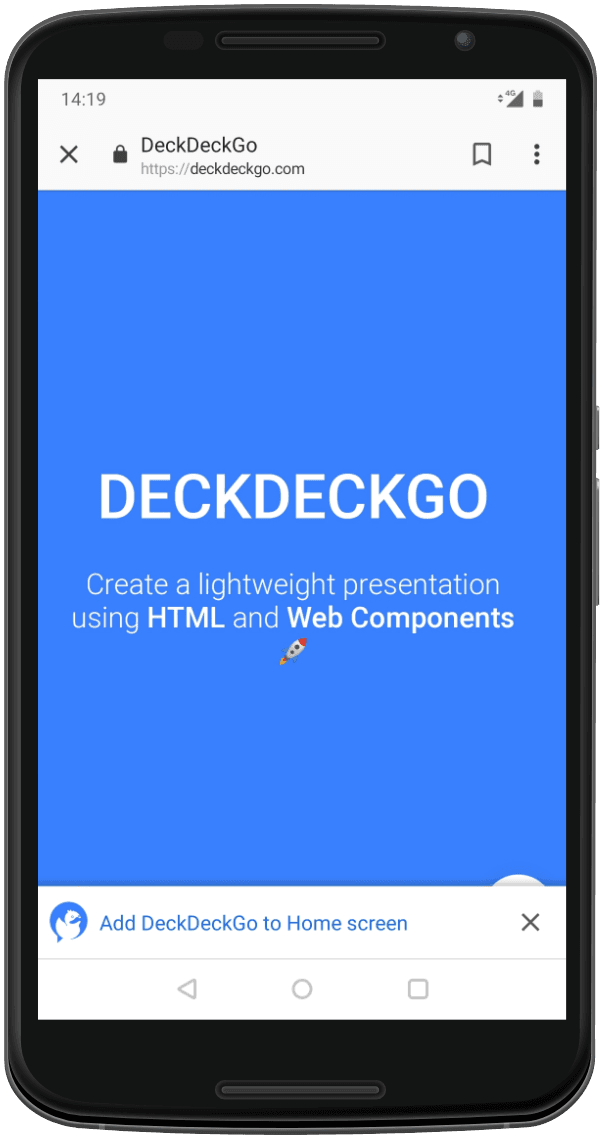 14:19
4G
DeckDeckGo
https://deckdeckgo.com
DECKDECKGO
Create a lightweight presentation
using HTML and Web Components
🚀
Add DeckDeckGo to Home screen